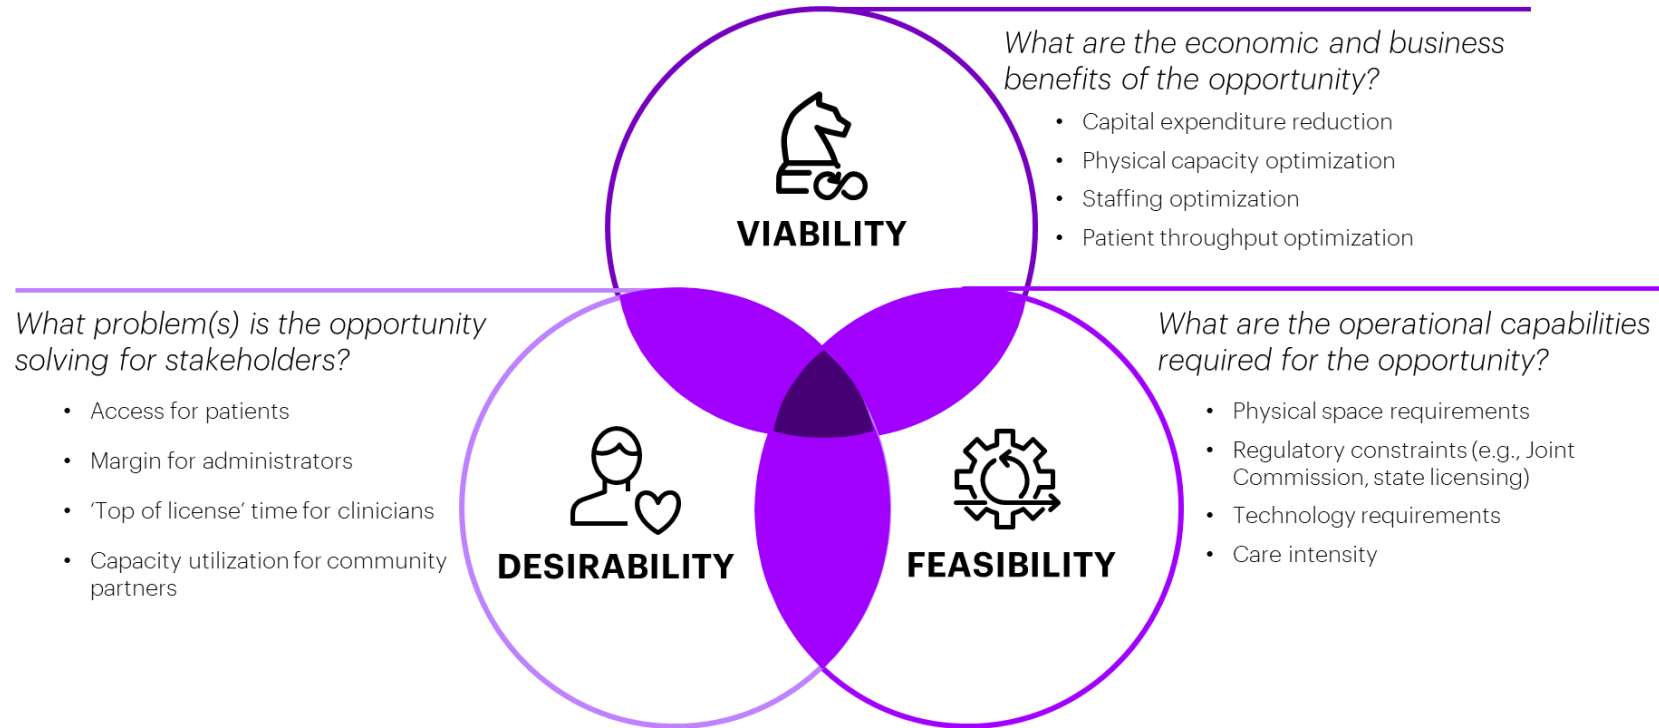 What are the economic and business
benefits of the opportunity?
• Capital expenditure reduction
• Physical capacity optimization
• Staffing optimization
• Patient throughput optimization
VIABILITY
What problem(s) is the opportunity
solving for stakeholders?
• Access for patients
• Margin for administrators
• ‘Top of license’ time for clinicians
• Capacity utilization for community
partners
DESIRABILITY
What are the operational capabilities
required for the opportunity?
• Physical space requirements
• Regulatory constraints (e.g., Joint
Commission, state licensing)
• Technology requirements
• Care intensity
FEASIBILITY